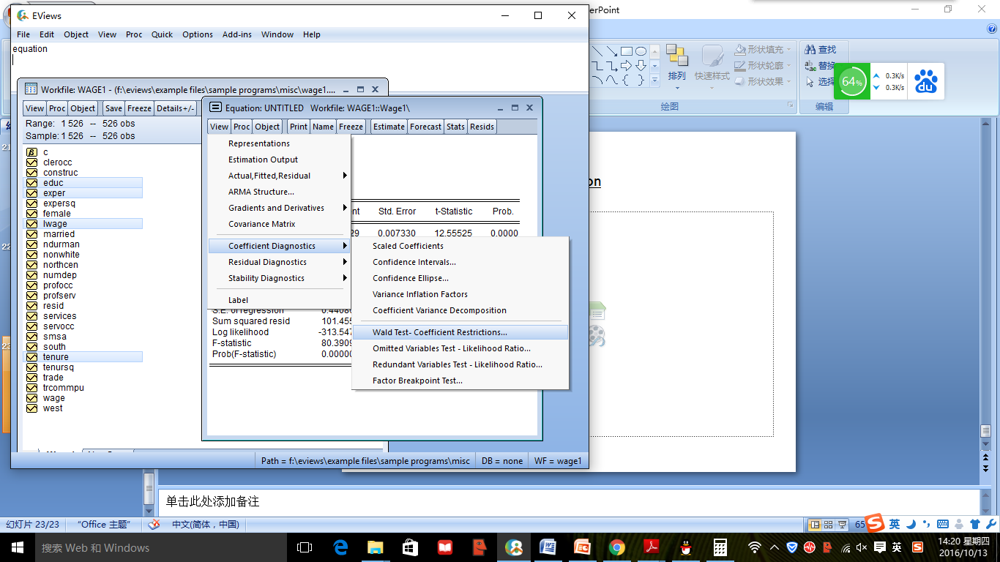 EViews
erPoint
File Edit Object View Proc Quick Options Add-ins Window Help
equation
形状填充
形状轮廓
形状效果
排列
快速样式
绘图
查找
替换
选择
编辑
64%
0.3K/s
0.3K/s
du
Workfile: WAGE1 - (f:\eviews\example files\sample programs\misc\wage1....
View Proc Object Save Freeze Details+/-
Range: 1 526 -- 526 obs
Sample: 1 526 -- 526 obs
c
clerocc
construc
educ
exper
expersq
female
lwage
married
ndurman
nonwhite
northcen
numdep
profocc
profserv
resid
services
servocc
smsa
south
tenure
tenursq
trade
trcommpu
wage
west
Equation: UNTITLED Workfile: WAGE1::Wage1\
View Proc Object Print Name Freeze Estimate Forecast Stats Resids
Representations
Estimation Output
Actual,Fitted,Residual
ARMA Structure...
Gradients and Derivatives
Covariance Matrix
Coefficient Diagnostics
Residual Diagnostics
Stability Diagnostics
Label
nt Std. Error t-Statistic Prob.
29 0.007330 12.55525 0.0000
Scaled Coefficients
Confidence Intervals...
Confidence Ellipse...
Variance Inflation Factors
Coefficient Variance Decomposition
Wald Test- Coefficient Restrictions...
Omitted Variables Test - Likelihood Ratio...
Redundant Variables Test - Likelihood Ratio...
Factor Breakpoint Test...
S.E. of regression 0.44086
Sum squared resid 101.455
Log likelihood -313.547
F-statistic 80.3909
Prob(F-statistic) 0.00000
Path = f:\eviews\example files\sample programs\misc DB = none WF = wage1
on
21
22
23
单击此处添加备注
幻灯片 23/23 “Office 主题” 中文(简体，中国)
65
英
搜索 Web 和 Windows
英
14:20 星期四
2016/10/13